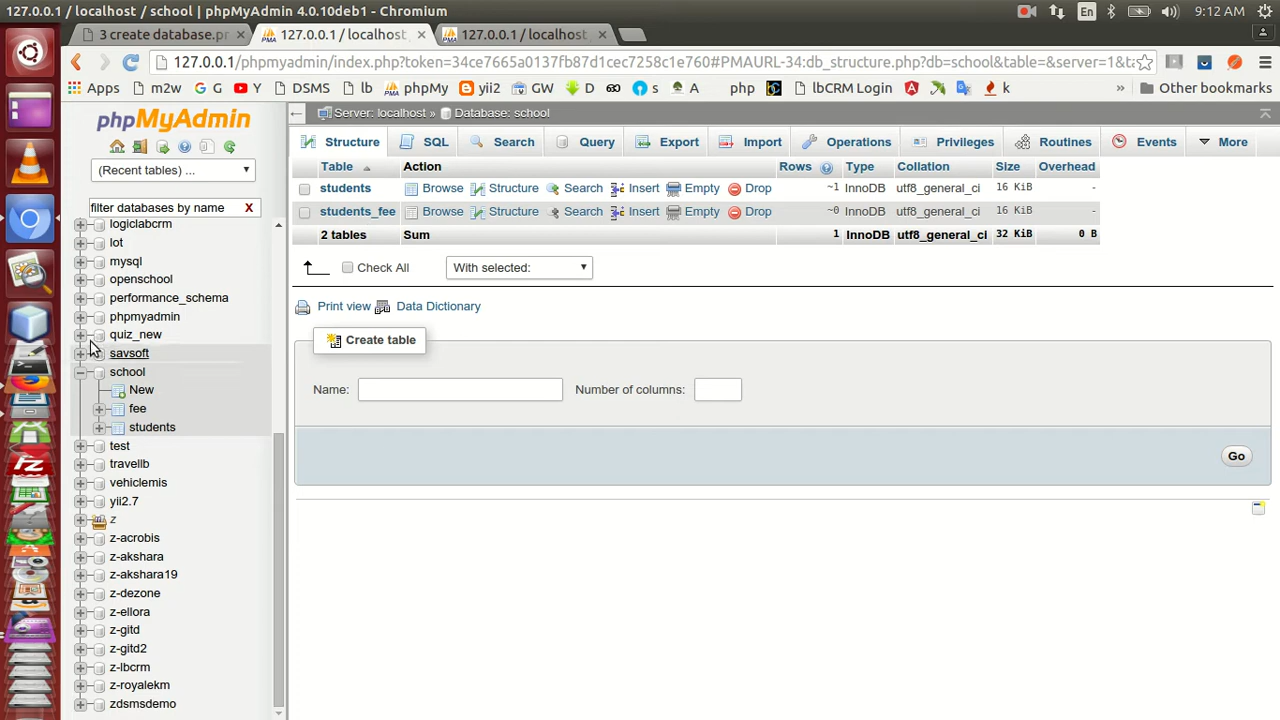 127.0.0.1 / localhost / school | phpMyAdmin 4.0.10deb1 - Chromium
En
9:12 AM
3 create database.pr
127.0.0.1 / localhost
127.0.0.1 / localhost
127.0.0.1/phpmyadmin/index.php?token=34ce7665a0137fb87d1cec7258c1e760#PMAURL-34:db_structure.php?db=school&table=&server=1&ta
Apps
m2w
G
Y
DSMS
lb
phpMy
yii2
GW
D
s
A
php
lbCRM Login
k
»
Other bookmarks
phpMyAdmin
(Recent tables) ...
filter databases by name X
logiclabcrm
lot
mysql
openschool
performance_schema
phpmyadmin
quiz_new
savsoft
school
New
fee
students
test
travellb
vehiclemis
yii2.7
z
z-acrobis
z-akshara
z-akshara19
z-dezone
z-ellora
z-gitd
z-gitd2
z-lbcrm
z-royalekm
zdsmsdemo
Server: localhost » Database: school
Structure SQL Search Query Export Import Operations Privileges Routines Events More
Table Action Rows Type Collation Size Overhead
students Browse Structure Search Insert Empty Drop ~1 InnoDB utf8_general_ci 16 KiB -
students_fee Browse Structure Search Insert Empty Drop ~0 InnoDB utf8_general_ci 16 KiB -
2 tables Sum 1 InnoDB utf8_general_ci 32 KiB 0 B
Check All With selected:
Print view Data Dictionary
Create table
Name: Number of columns:
Go